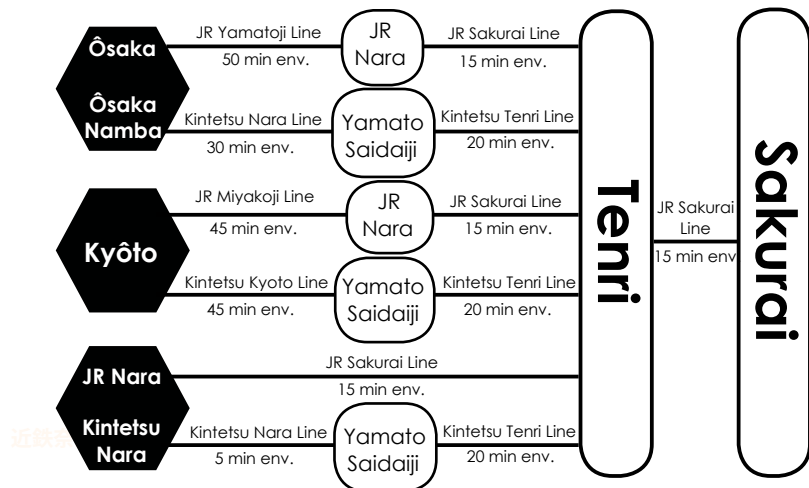 Ôsaka
JR Yamatoji Line
50 min env.
JR
Nara
JR Sakurai Line
15 min env.
Ôsaka
Namba
Kintetsu Nara Line
30 min env.
Yamato
Saidaiji
Kintetsu Tenri Line
20 min env.
Kyôto
JR Miyakoji Line
45 min env.
JR
Nara
JR Sakurai Line
15 min env.
Kintetsu Kyoto Line
45 min env.
Yamato
Saidaiji
Kintetsu Tenri Line
20 min env.
JR Nara
JR Sakurai Line
15 min env.
Kintetsu
Nara
Kintetsu Nara Line
5 min env.
Yamato
Saidaiji
Kintetsu Tenri Line
20 min env.
Tenri
JR Sakurai
Line
15 min env
Sakurai
近鉄奈